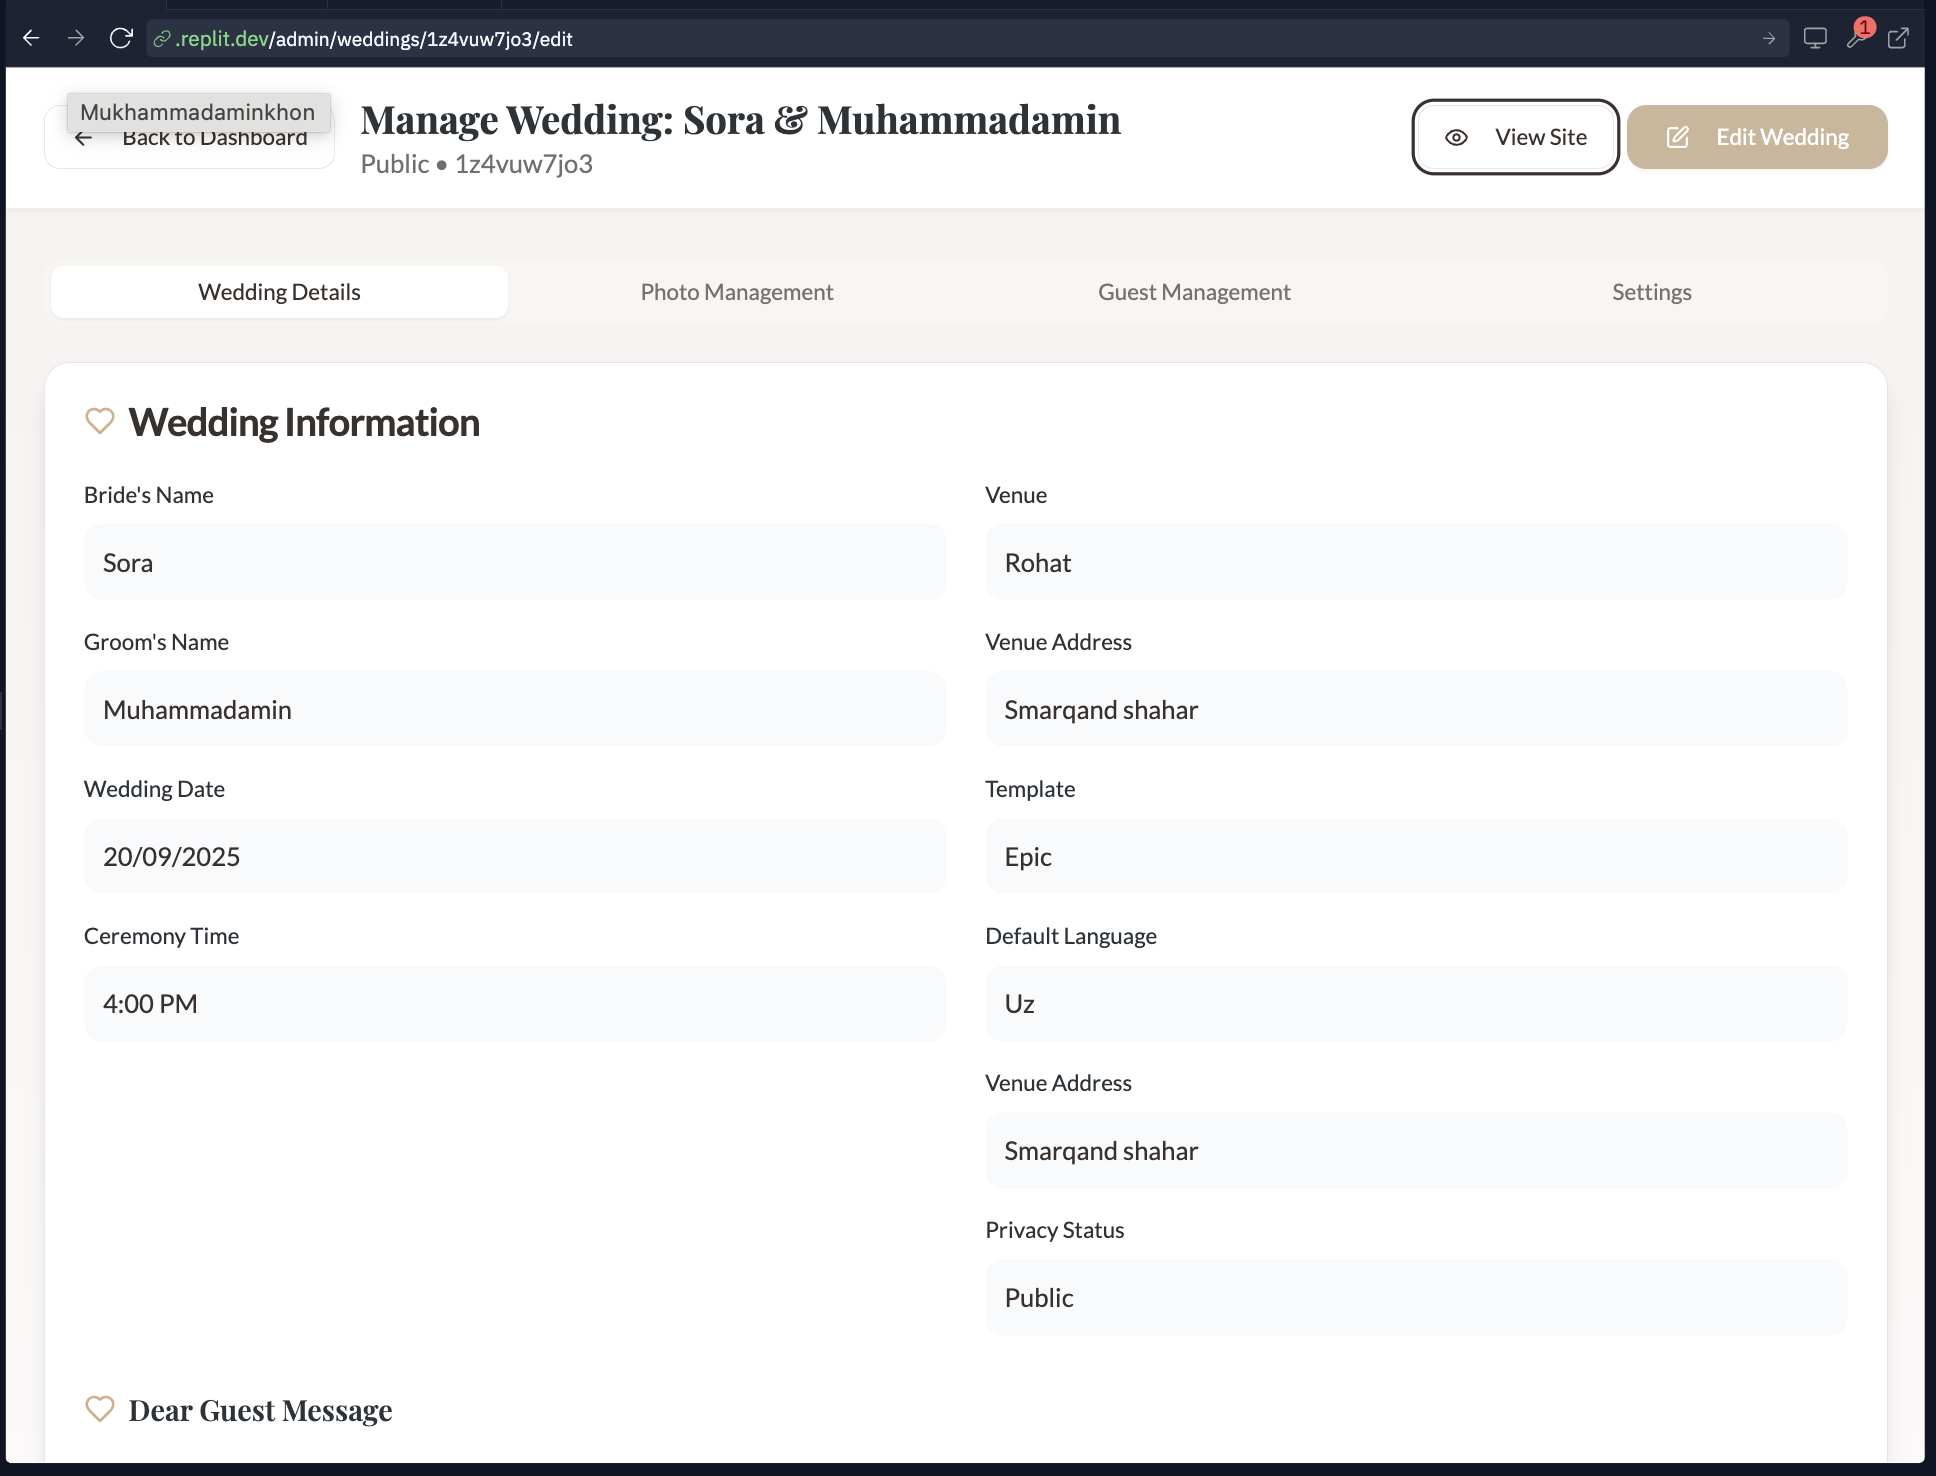 .replit.dev/admin/weddings/1z4vuw7jo3/edit
1
Mukhammadaminkhon
Back to Dashboard
Manage Wedding: Sora & Muhammadamin
Public • 1z4vuw7jo3
View Site
Edit Wedding
Wedding Details
Photo Management
Guest Management
Settings
Wedding Information
Bride's Name
Sora
Groom's Name
Muhammadamin
Wedding Date
20/09/2025
Ceremony Time
4:00 PM
Venue
Rohat
Venue Address
Smarqand shahar
Template
Epic
Default Language
Uz
Venue Address
Smarqand shahar
Privacy Status
Public
Dear Guest Message